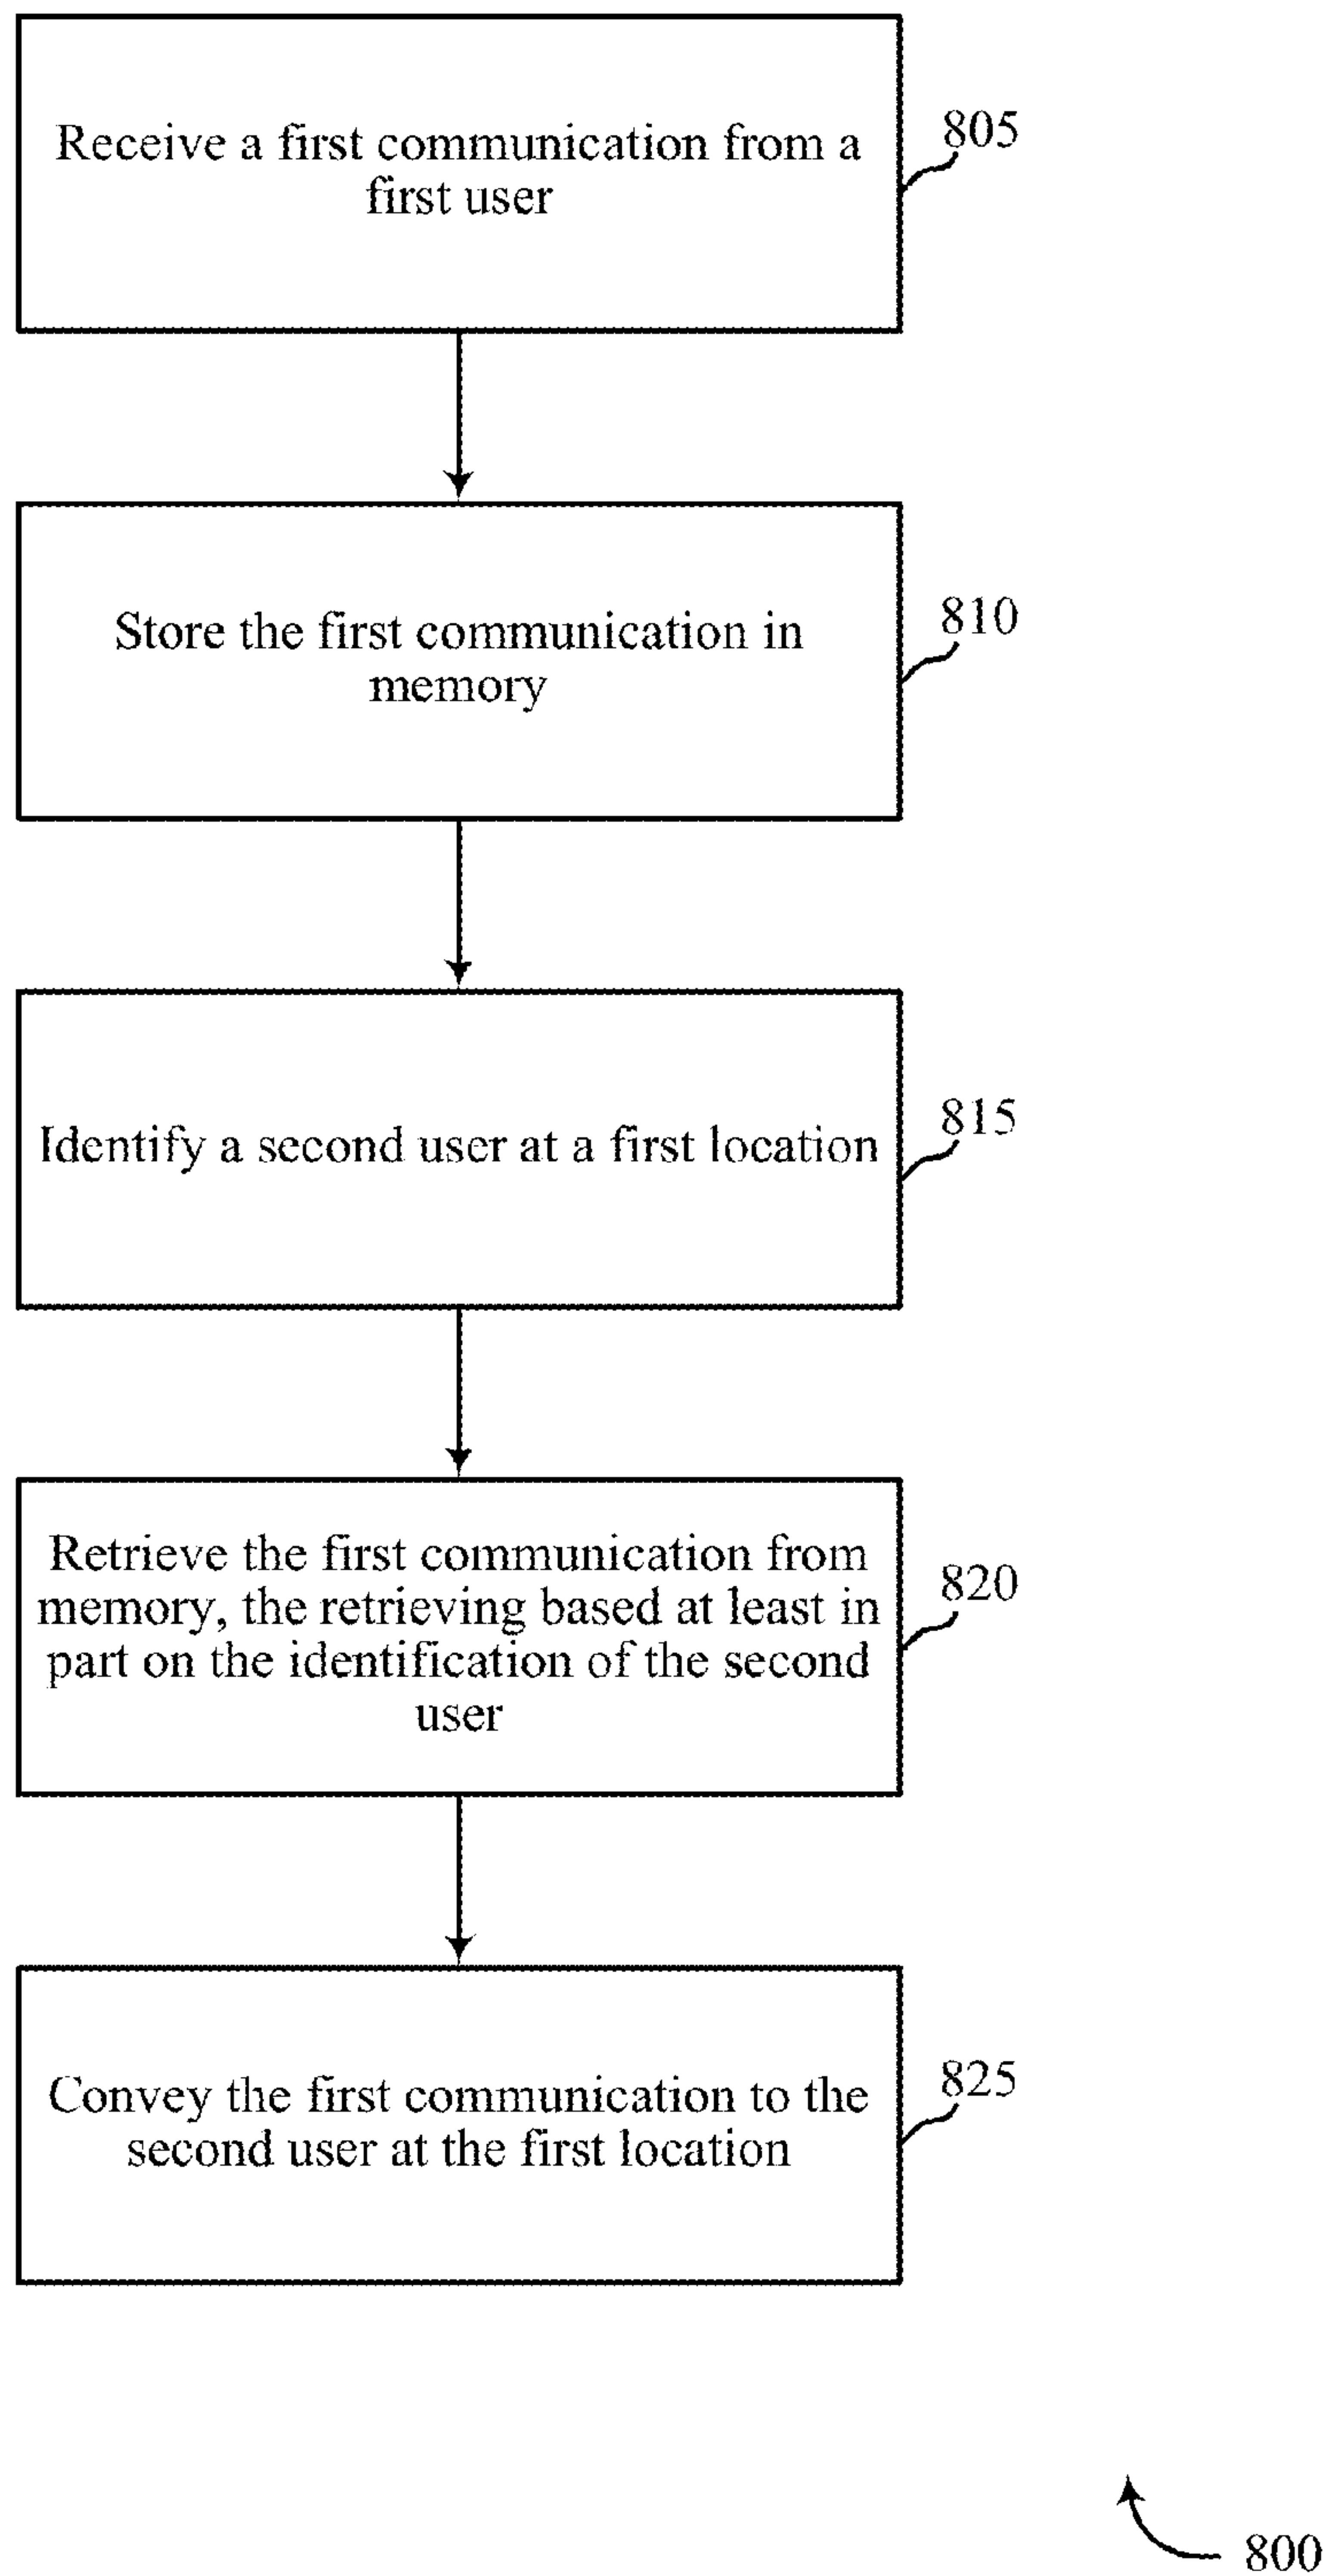 Receive a first communication from a
first user
805
Store the first communication in
memory
810
Identify a second user at a first location
815
Retrieve the first communication from
memory, the retrieving based at least in
part on the identification of the second
user
820
Convey the first communication to the
second user at the first location
825
800